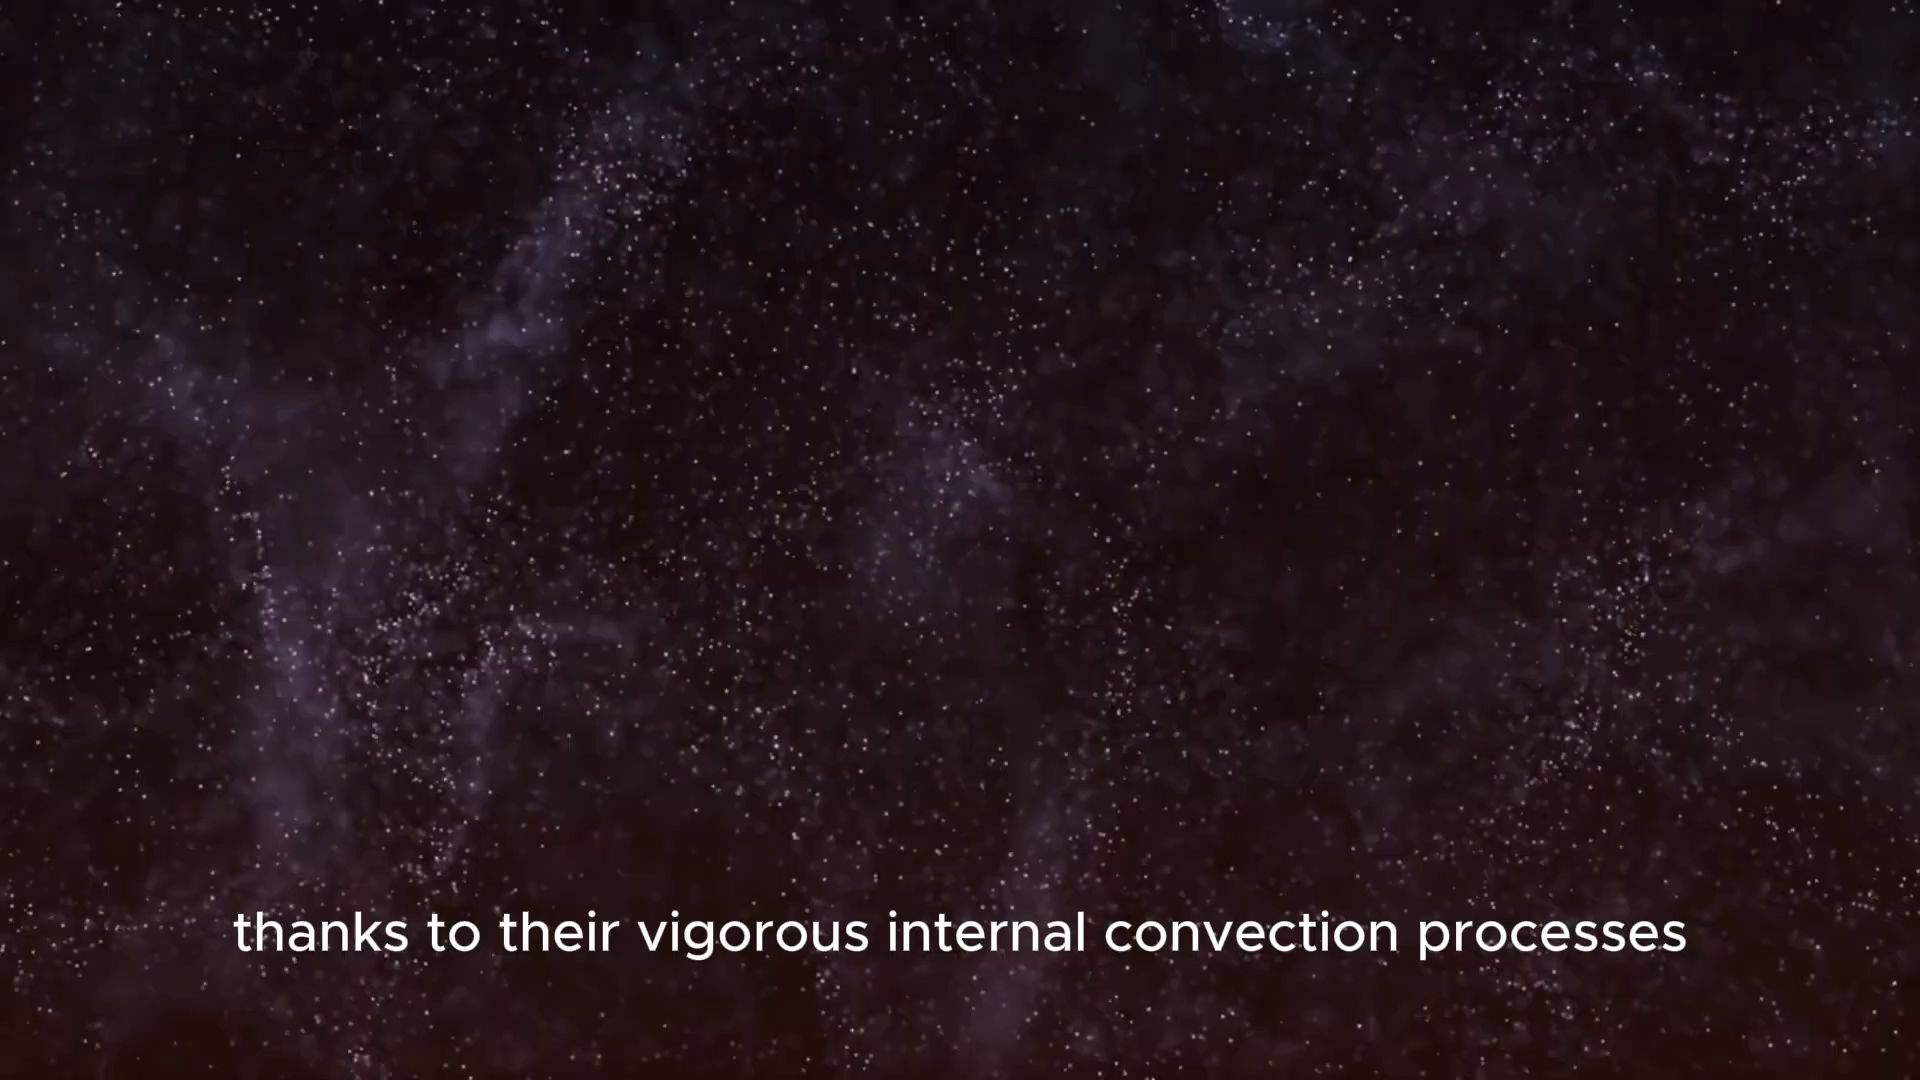 thanks to their vigorous internal convection processes